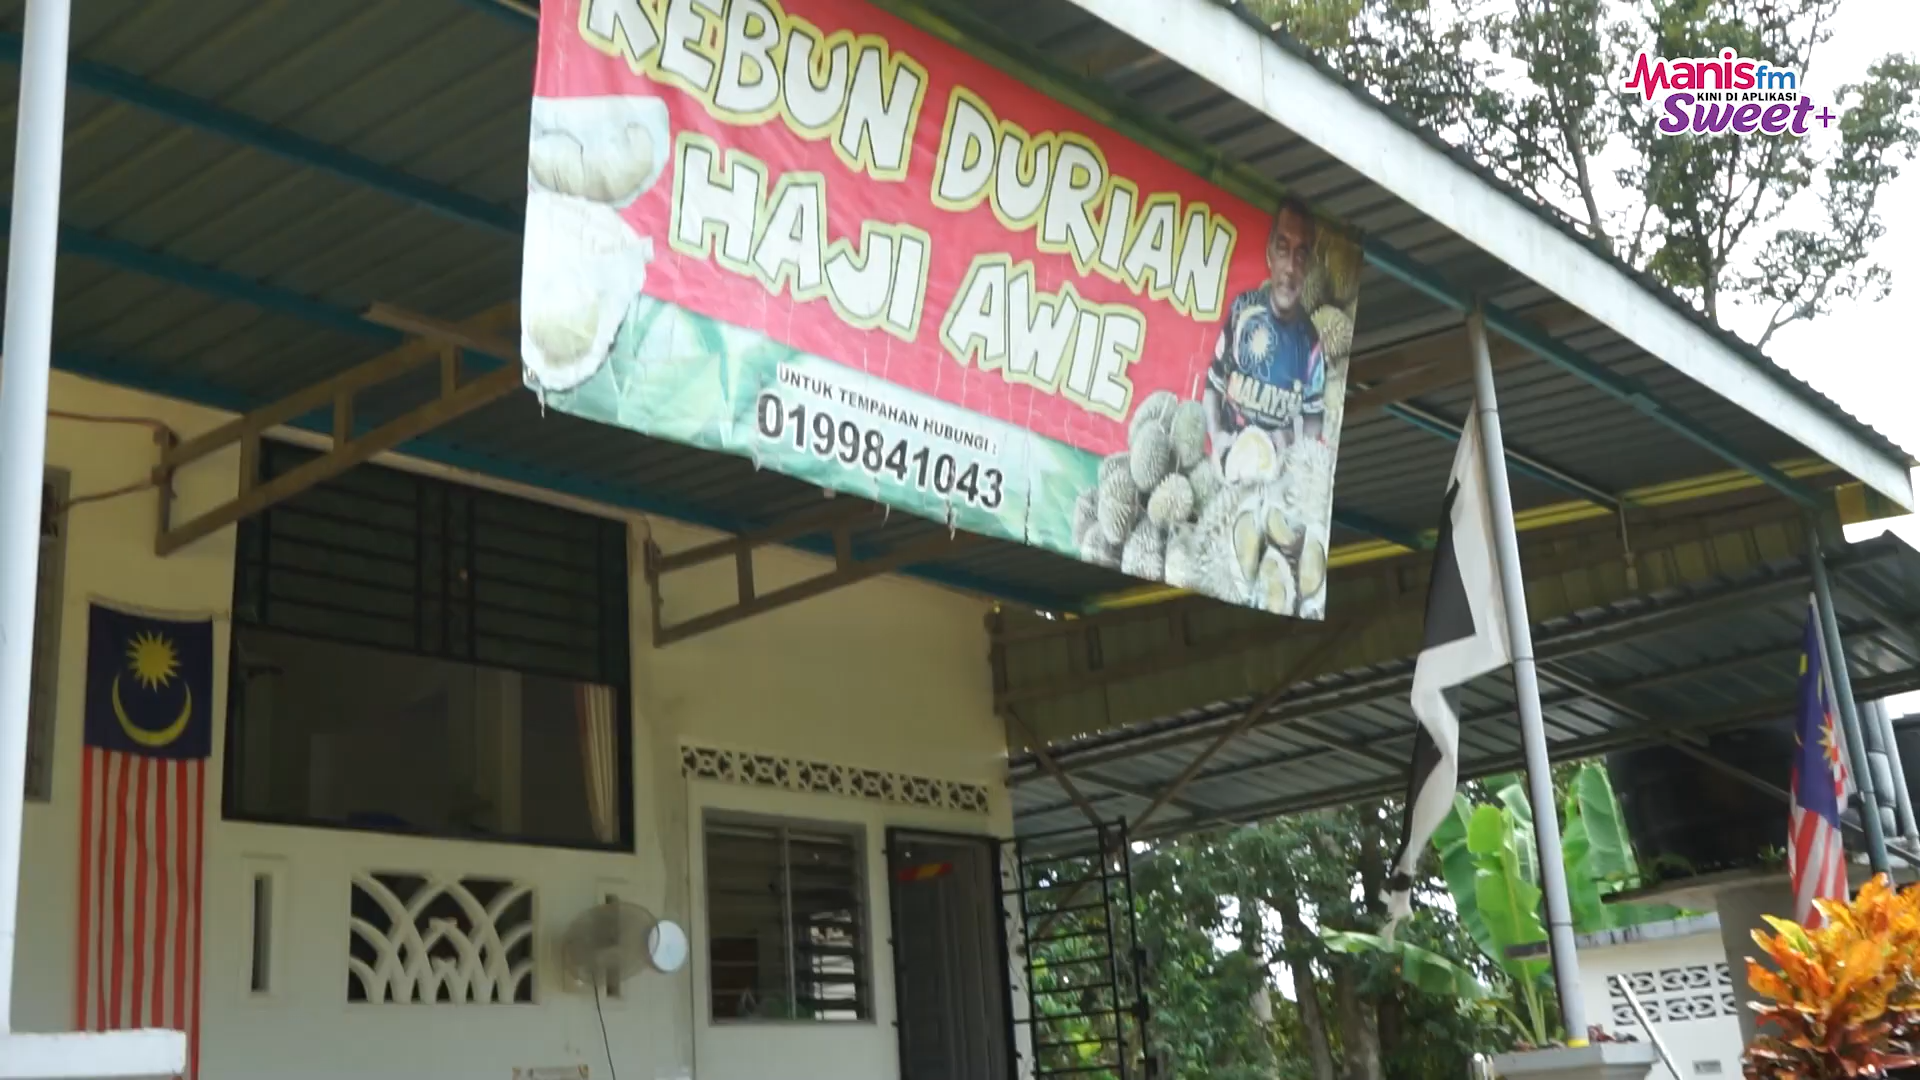 KEBUN DURIAN
HAJI AWIE
UNTUK TEMPAHAN HUBUNGI :
0199841043
MALAYSIA
Manis fm
KINI DI APLIKASI
Sweet+